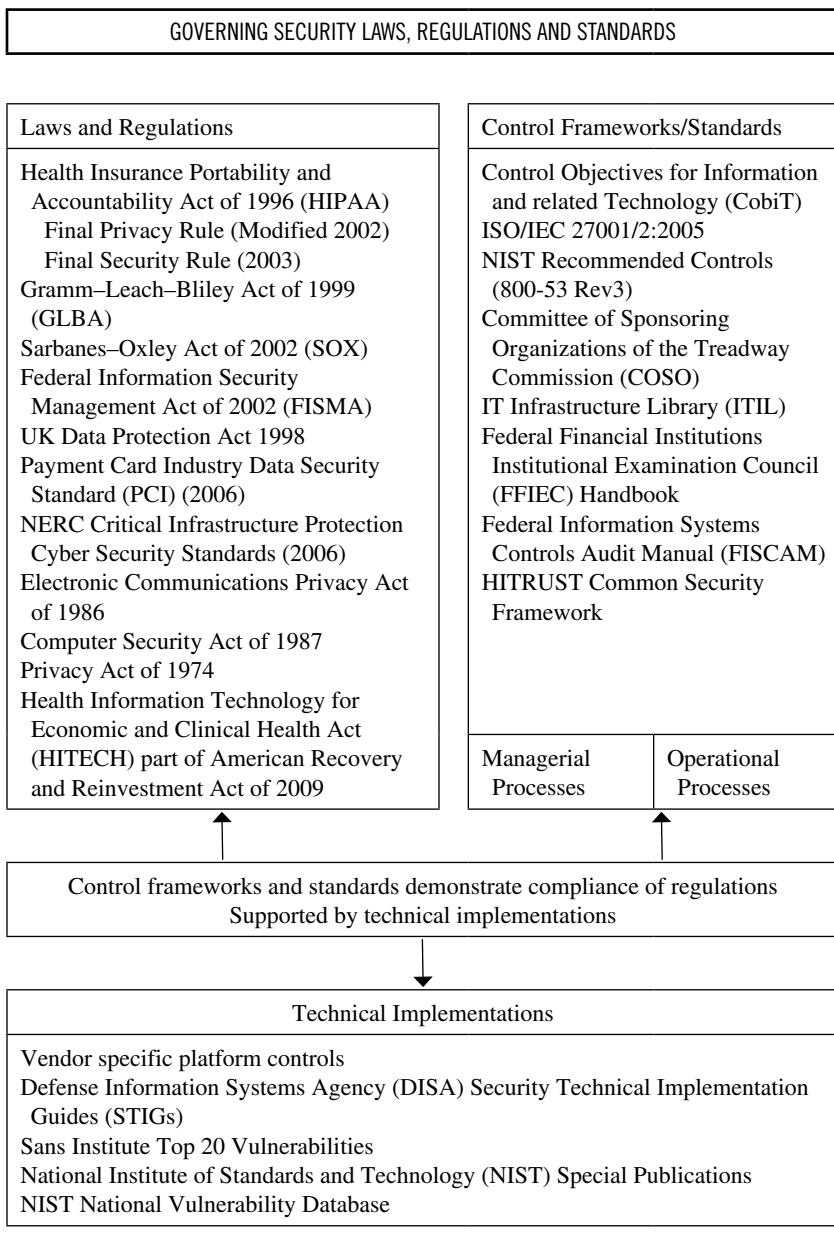 GOVERNING SECURITY LAWS, REGULATIONS AND STANDARDS
Laws and Regulations
Health Insurance Portability and
Accountability Act of 1996 (HIPAA)
Final Privacy Rule (Modified 2002)
Final Security Rule (2003)
Gramm–Leach–Bliley Act of 1999
(GLBA)
Sarbanes–Oxley Act of 2002 (SOX)
Federal Information Security
Management Act of 2002 (FISMA)
UK Data Protection Act 1998
Payment Card Industry Data Security
Standard (PCI) (2006)
NERC Critical Infrastructure Protection
Cyber Security Standards (2006)
Electronic Communications Privacy Act
of 1986
Computer Security Act of 1987
Privacy Act of 1974
Health Information Technology for
Economic and Clinical Health Act
(HITECH) part of American Recovery
and Reinvestment Act of 2009
Control Frameworks/Standards
Control Objectives for Information
and related Technology (CobiT)
ISO/IEC 27001/2:2005
NIST Recommended Controls
(800-53 Rev3)
Committee of Sponsoring
Organizations of the Treadway
Commission (COSO)
IT Infrastructure Library (ITIL)
Federal Financial Institutions
Institutional Examination Council
(FFIEC) Handbook
Federal Information Systems
Controls Audit Manual (FISCAM)
HITRUST Common Security
Framework
Managerial
Processes
Operational
Processes
Control frameworks and standards demonstrate compliance of regulations
Supported by technical implementations
Technical Implementations
Vendor specific platform controls
Defense Information Systems Agency (DISA) Security Technical Implementation
Guides (STIGs)
Sans Institute Top 20 Vulnerabilities
National Institute of Standards and Technology (NIST) Special Publications
NIST National Vulnerability Database